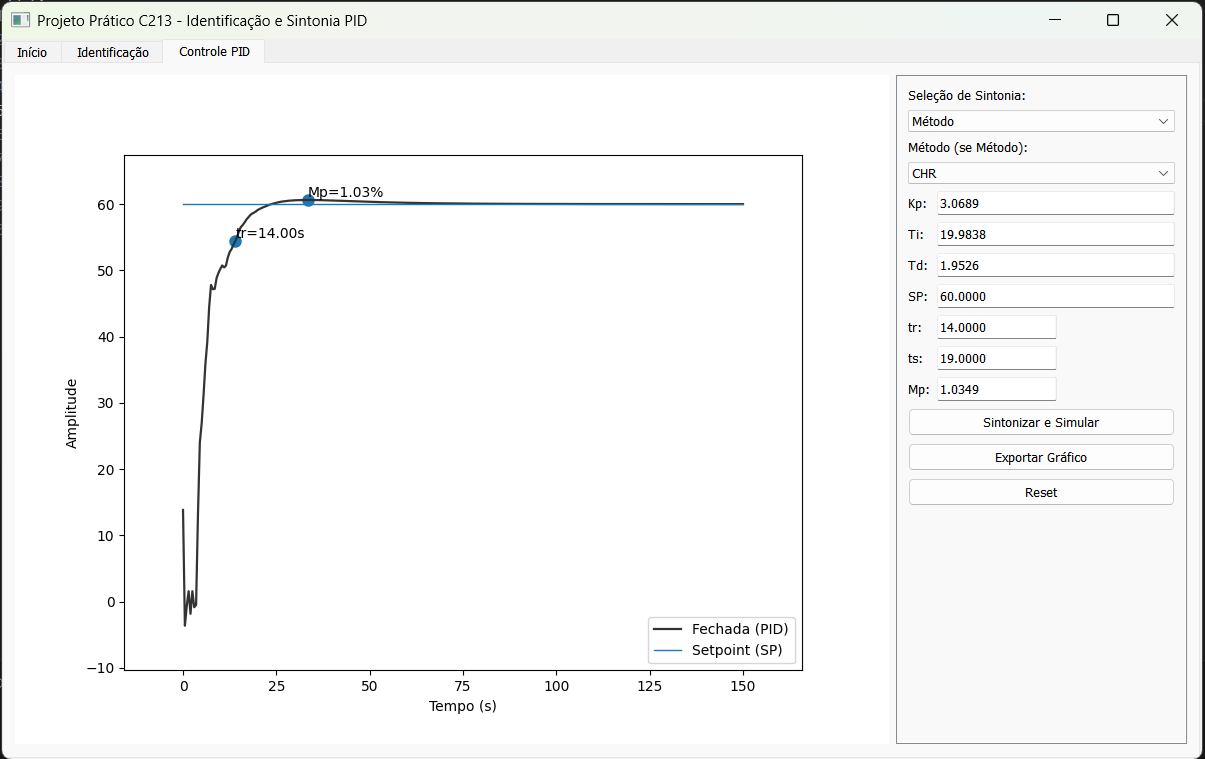 Projeto Prático C213 - Identificação e Sintonia PID
Início
Identificação
Controle PID
Mp=1.03%
tr=14.00s
60
50
40
30
20
10
0
−10
Amplitude
0
25
50
75
100
125
150
Tempo (s)
Fechada (PID)
Setpoint (SP)
Seleção de Sintonia:
Método
Método (se Método):
CHR
Kp: 3.0689
Ti: 19.9838
Td: 1.9526
SP: 60.0000
tr: 14.0000
ts: 19.0000
Mp: 1.0349
Sintonizar e Simular
Exportar Gráfico
Reset